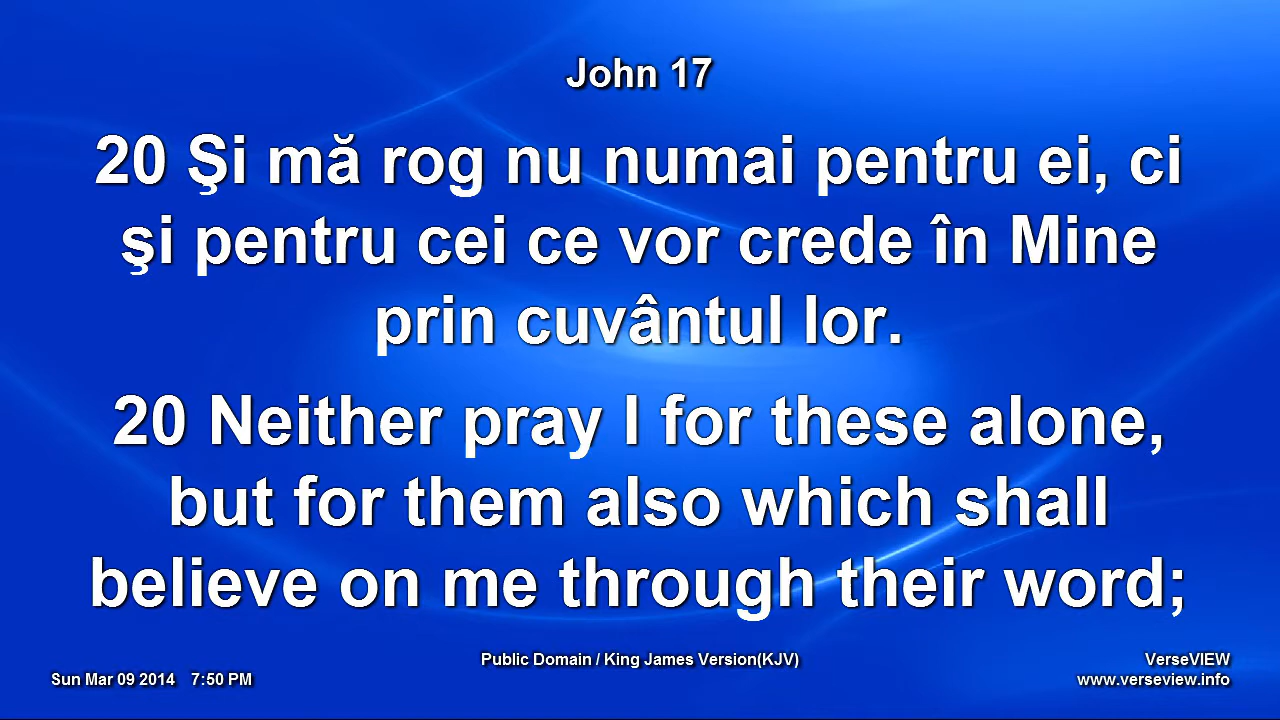 John 17
20 Şi mă rog nu numai pentru ei, ci
şi pentru cei ce vor crede în Mine
prin cuvântul lor.
20 Neither pray I for these alone,
but for them also which shall
believe on me through their word;
Public Domain / King James Version(KJV)
VerseVIEW
Sun Mar 09 2014 7:50 PM
www.verseview.info